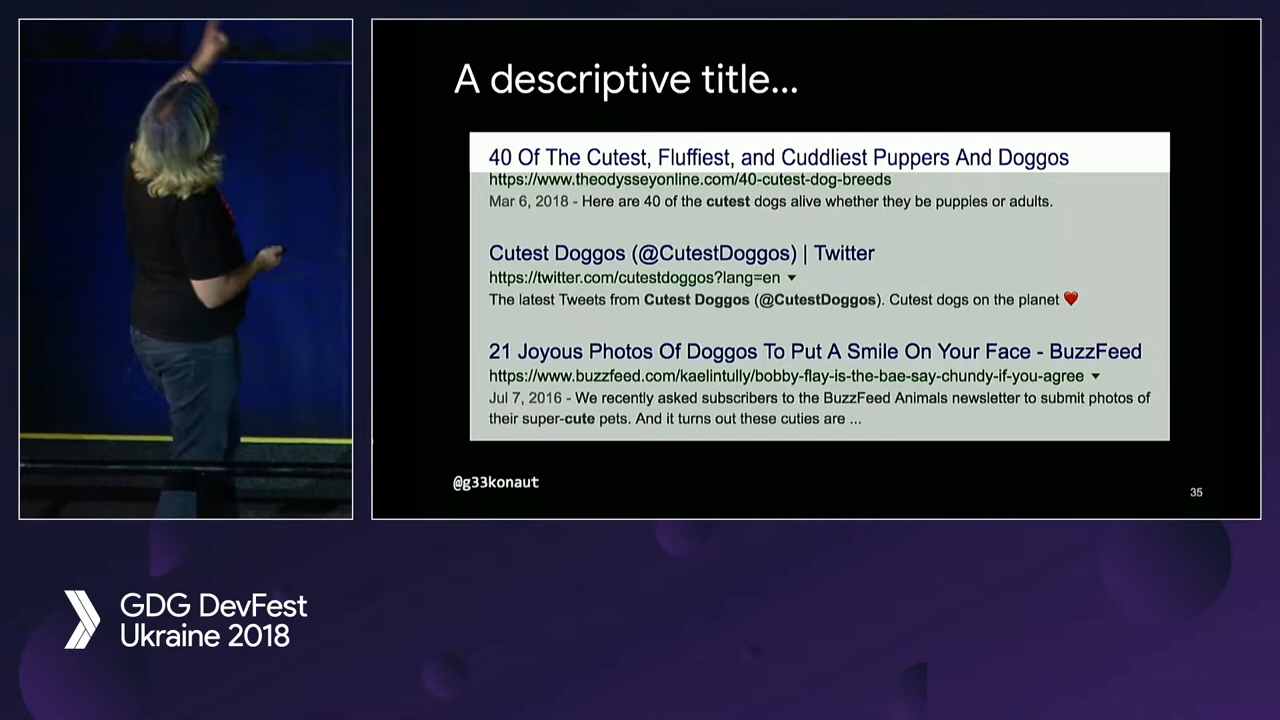 A descriptive title...
40 Of The Cutest, Fluffiest, and Cuddliest Puppers And Doggos
https://www.theodysseyonline.com/40-cutest-dog-breeds
Mar 6, 2018 - Here are 40 of the cutest dogs alive whether they be puppies or adults.
Cutest Doggos (@CutestDoggos) | Twitter
https://twitter.com/cutestdoggos?lang=en
The latest Tweets from Cutest Doggos (@CutestDoggos). Cutest dogs on the planet ❤️
21 Joyous Photos Of Doggos To Put A Smile On Your Face - BuzzFeed
https://www.buzzfeed.com/kaelintully/bobby-flay-is-the-bae-say-chundy-if-you-agree
Jul 7, 2016 - We recently asked subscribers to the BuzzFeed Animals newsletter to submit photos of
their super-cute pets. And it turns out these cuties are ...
@g33konaut
35
GDG DevFest
Ukraine 2018